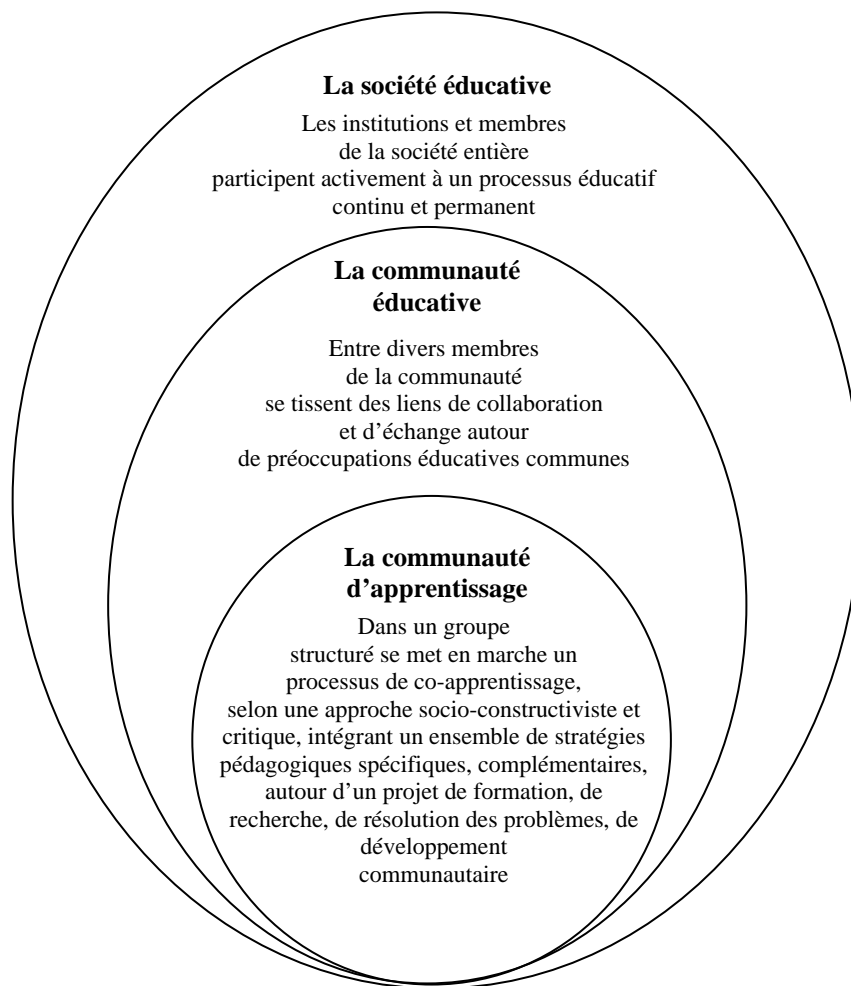 La société éducative
Les institutions et membres
de la société entière
participent activement à un processus éducatif
continu et permanent
La communauté
éducative
Entre divers membres
de la communauté
se tissent des liens de collaboration
et d’échange autour
de préoccupations éducatives communes
La communauté
d’apprentissage
Dans un groupe
structuré se met en marche un
processus de co-apprentissage,
selon une approche socio-constructiviste et
critique, intégrant un ensemble de stratégies
pédagogiques spécifiques, complémentaires,
autour d’un projet de formation, de
recherche, de résolution des problèmes, de
développement
communautaire